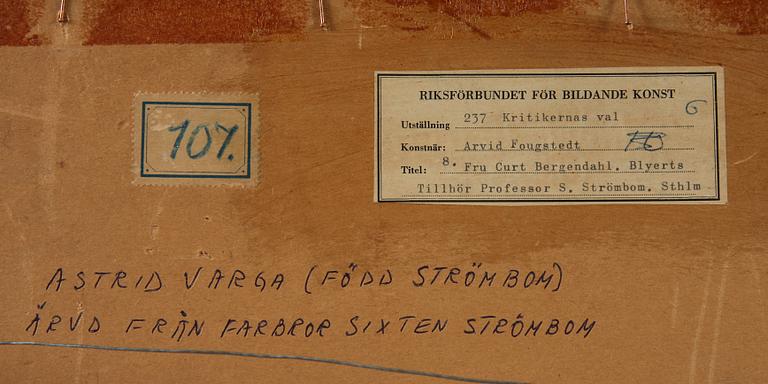 107.
RIKSFÖRBUNDET FÖR BILDANDE KONST
Utställning 237 Kritikernas val 6
Konstnär: Arvid Fougstedt
Titel: 8. Fru Curt Bergendahl. Blyerts
Tillhör Professor S. Strömbom. Sthlm
ASTRID VARGA (FÖDD STRÖMBOM)
ÄRVD FRÅN FARBROR SIXTEN STRÖMBOM